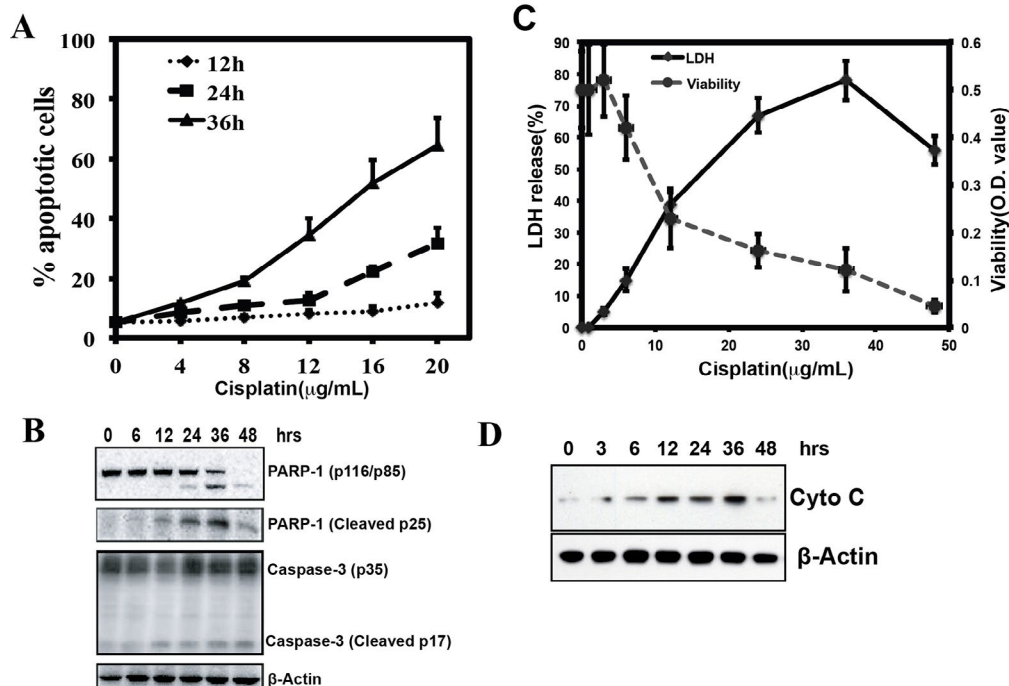 A
100
80
60
40
20
0
% apoptotic cells
12h
24h
36h
0 4 8 12 16 20
Cisplatin(μg/mL)
C
90
80
70
60
50
40
30
20
10
0
LDH release(%)
LDH
Viability
0.6
0.5
0.4
0.3
0.2
0.1
0
Viability(O.D. value)
0 10 20 30 40 50
Cisplatin(μg/mL)
B
0 6 12 24 36 48 hrs
PARP-1 (p116/p85)
PARP-1 (Cleaved p25)
Caspase-3 (p35)
Caspase-3 (Cleaved p17)
β-Actin
D
0 3 6 12 24 36 48 hrs
Cyto C
β-Actin